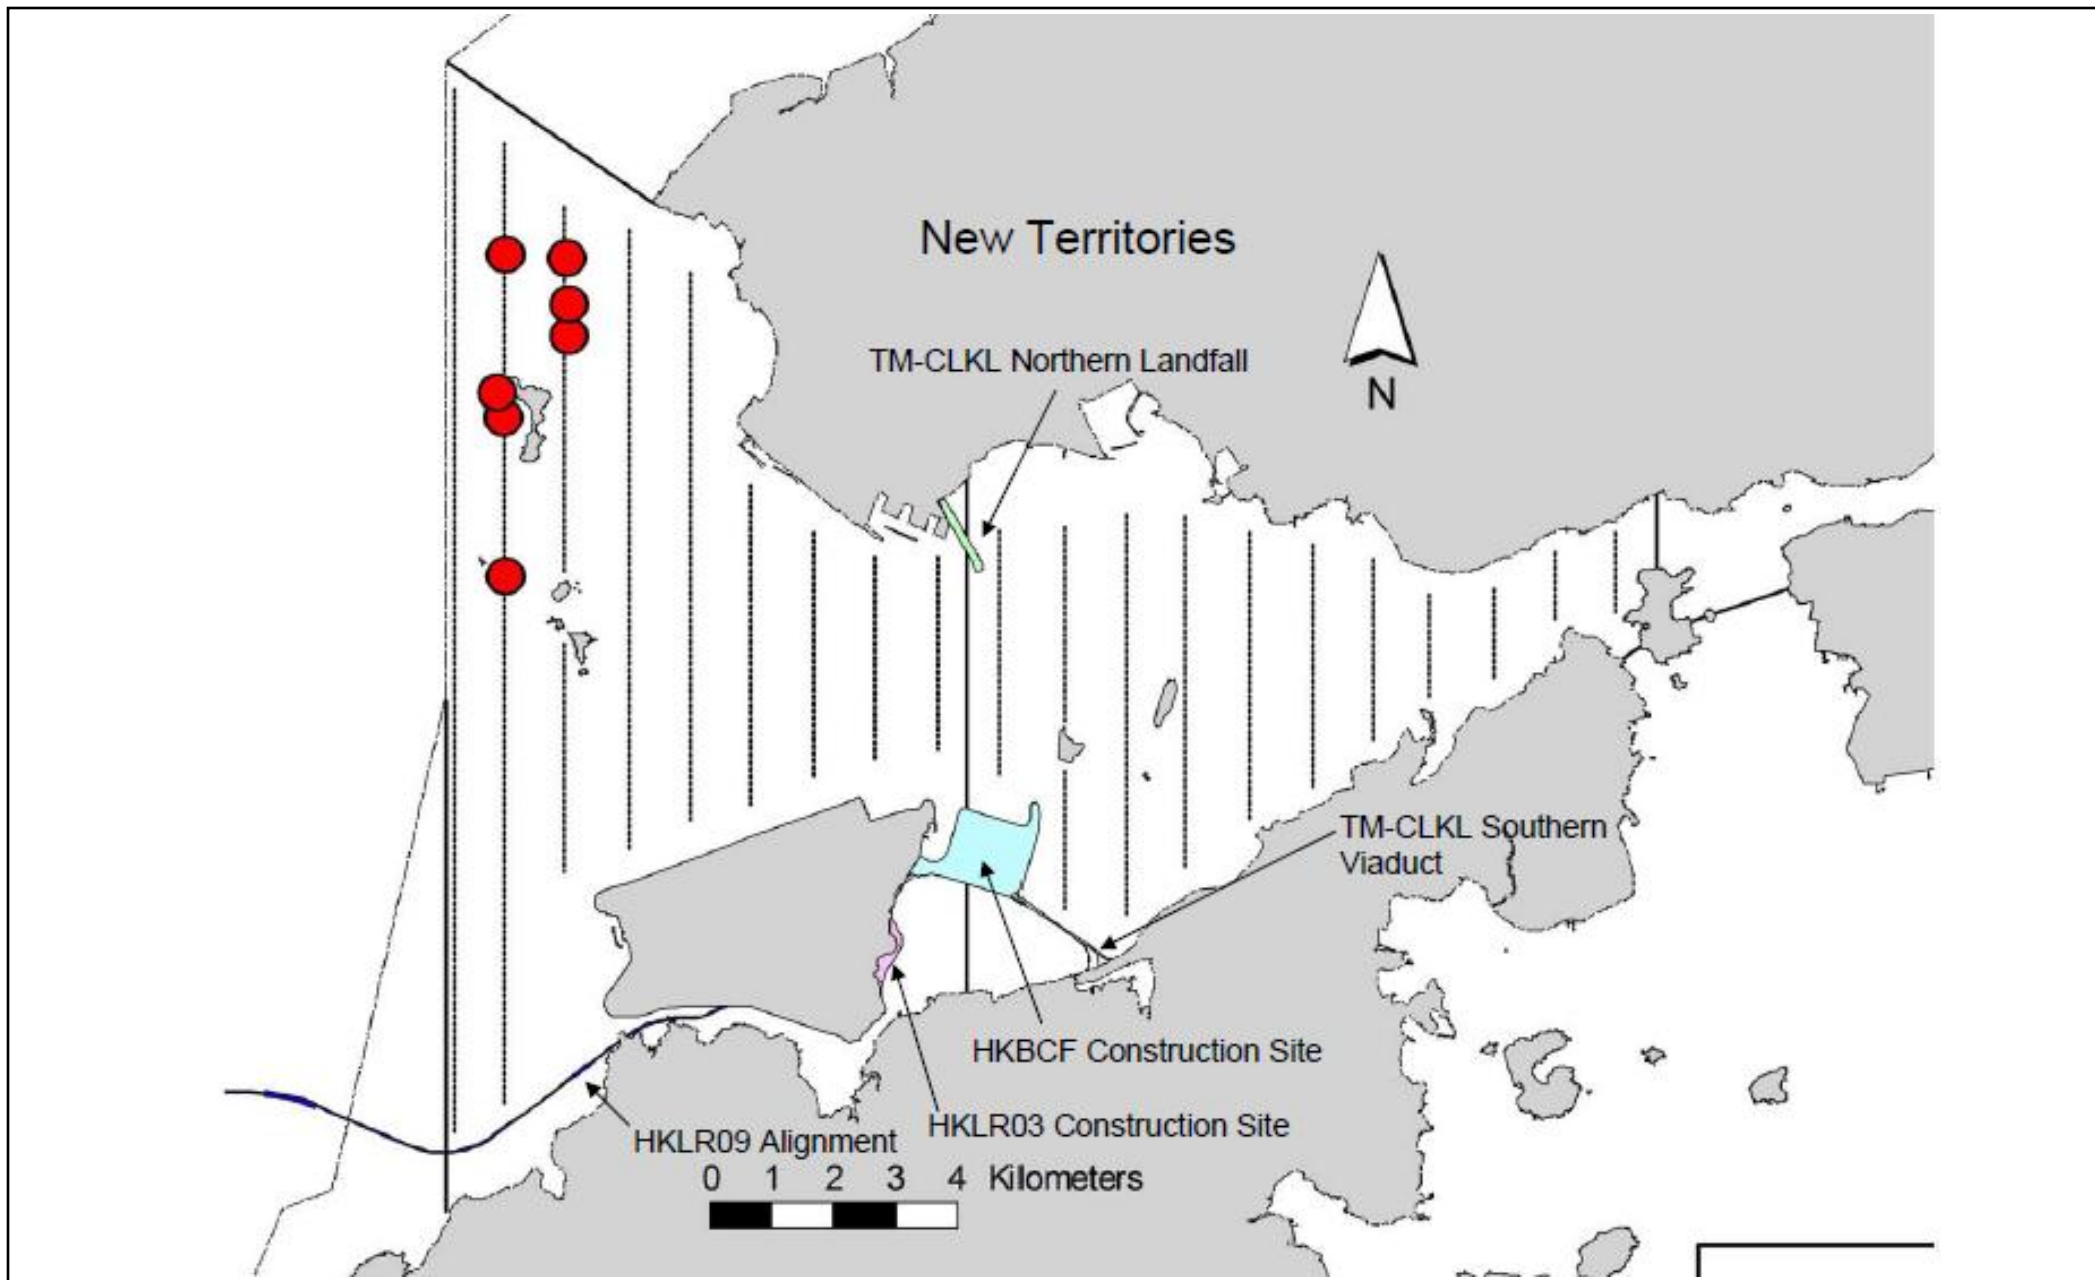 New Territories
TM-CLKL Northern Landfall
N
TM-CLKL Southern
Viaduct
HKBCF Construction Site
HKLR03 Construction Site
HKLR09 Alignment
0 1 2 3 4 Kilometers